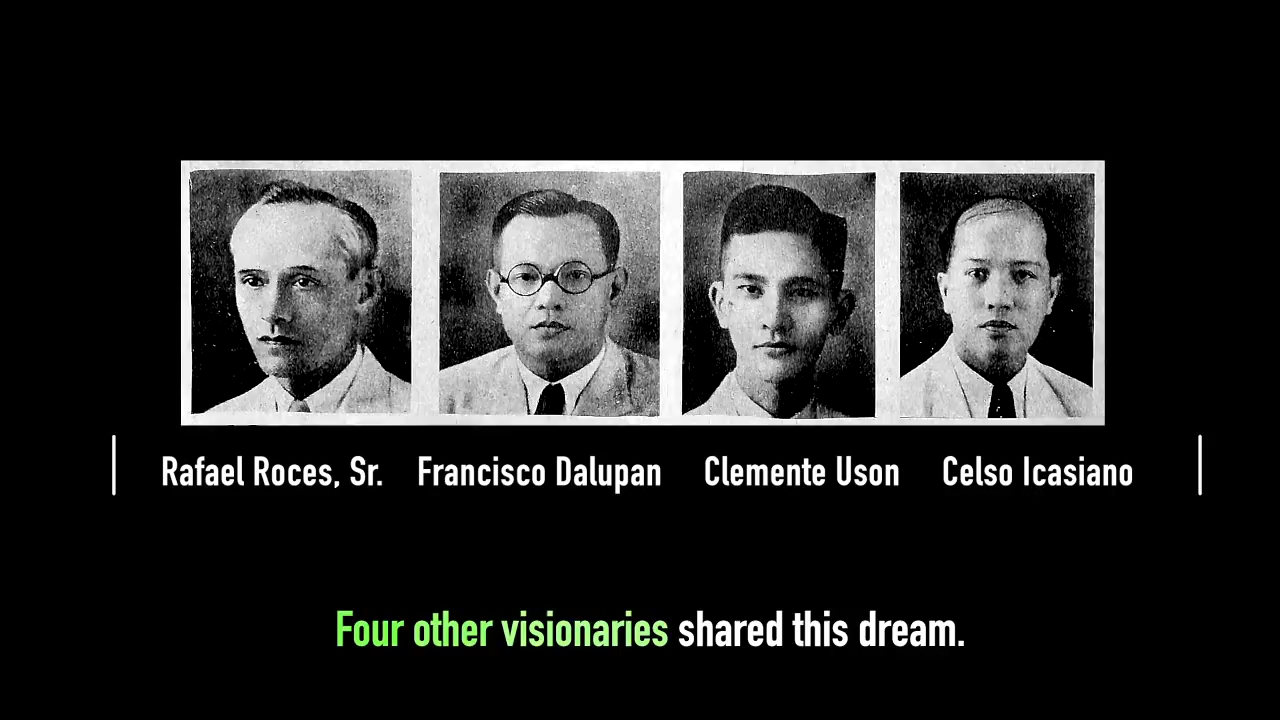 Rafael Roces, Sr. Francisco Dalupan Clemente Uson Celso Icasiano
Four other visionaries shared this dream.